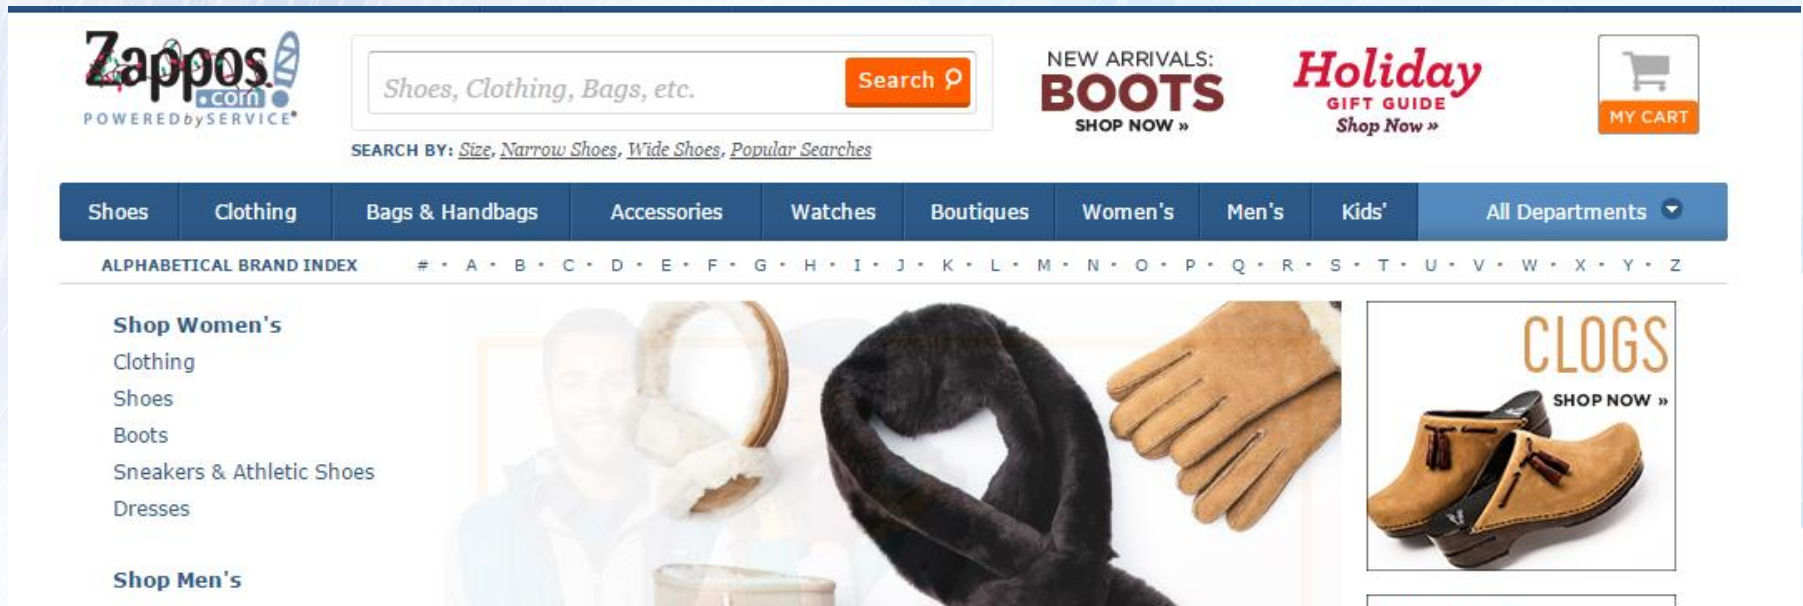 Zappos
.com
POWERED by SERVICE®
Shoes, Clothing, Bags, etc.
Search
SEARCH BY: Size, Narrow Shoes, Wide Shoes, Popular Searches
NEW ARRIVALS:
BOOTS
SHOP NOW »
Holiday
GIFT GUIDE
Shop Now »
MY CART
Shoes
Clothing
Bags & Handbags
Accessories
Watches
Boutiques
Women's
Men's
Kids'
All Departments
ALPHABETICAL BRAND INDEX
# • A • B • C • D • E • F • G • H • I • J • K • L • M • N • O • P • Q • R • S • T • U • V • W • X • Y • Z
Shop Women's
Clothing
Shoes
Boots
Sneakers & Athletic Shoes
Dresses
Shop Men's
CLOGS
SHOP NOW »